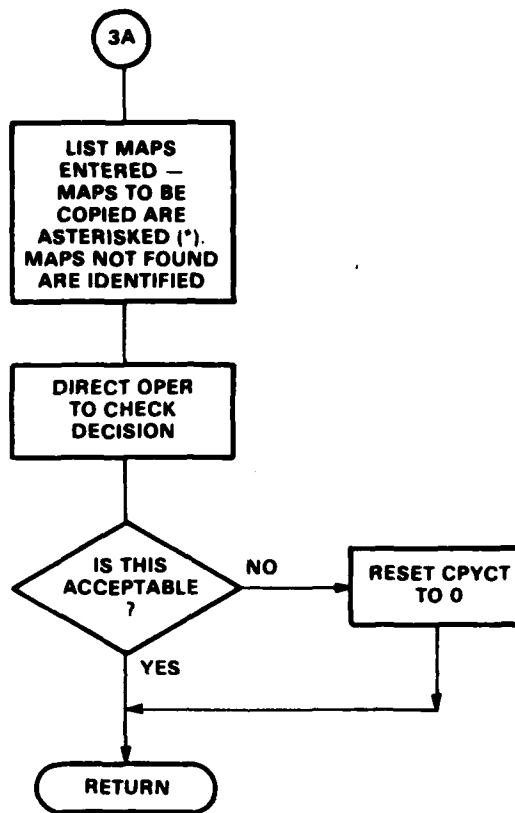 3A
LIST MAPS
ENTERED —
MAPS TO BE
COPIED ARE
ASTERISKED (*).
MAPS NOT FOUND
ARE IDENTIFIED
DIRECT OPER
TO CHECK
DECISION
IS THIS
ACCEPTABLE
?
NO
RESET CPYCT
TO 0
YES
RETURN